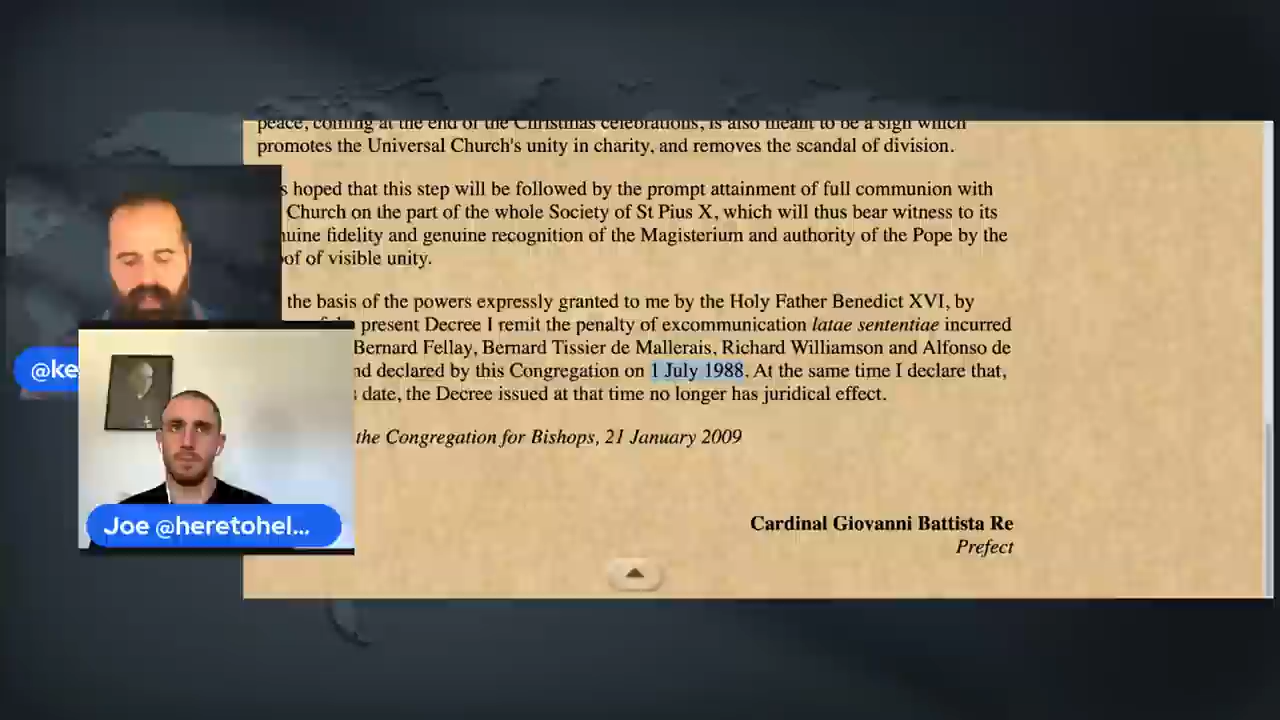 peace, coming at the end of the Christmas celebrations, is also meant to be a sign which
promotes the Universal Church's unity in charity, and removes the scandal of division.
s hoped that this step will be followed by the prompt attainment of full communion with
Church on the part of the whole Society of St Pius X, which will thus bear witness to its
nuine fidelity and genuine recognition of the Magisterium and authority of the Pope by the
oof of visible unity.
the basis of the powers expressly granted to me by the Holy Father Benedict XVI, by
present Decree I remit the penalty of excommunication latae sententiae incurred
Bernard Fellay, Bernard Tissier de Mallerais, Richard Williamson and Alfonso de
nd declared by this Congregation on 1 July 1988. At the same time I declare that,
date, the Decree issued at that time no longer has juridical effect.
the Congregation for Bishops, 21 January 2009
Cardinal Giovanni Battista Re
Prefect
@ke
Joe @heretohel...